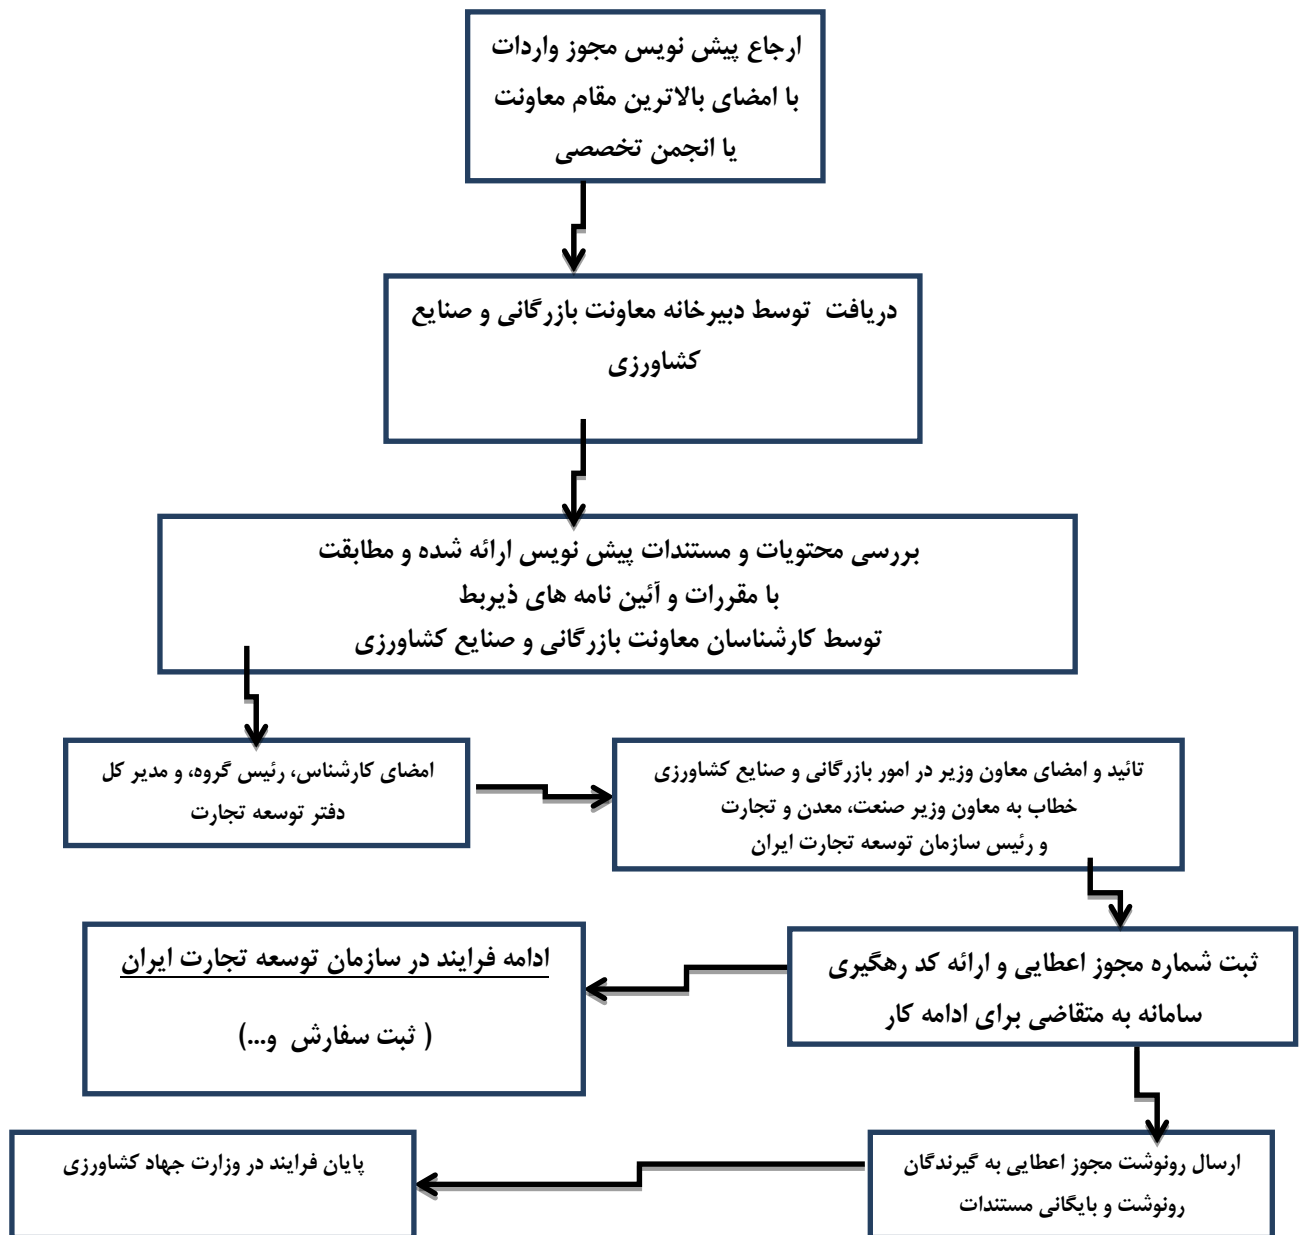 ارجاع پیش نویس مجوز واردات
با امضای بالاترین مقام معاونت
یا انجمن تخصصی
دریافت توسط دبیرخانه معاونت بازرگانی و صنایع
کشاورزی
بررسی محتویات و مستندات پیش نویس ارائه شده و مطابقت
با مقررات و آئین نامه های ذیربط
توسط کارشناسان معاونت بازرگانی و صنایع کشاورزی
امضای کارشناس، رئیس گروه، و مدیر کل
دفتر توسعه تجارت
تائید و امضای معاون وزیر در امور بازرگانی و صنایع کشاورزی
خطاب به معاون وزیر صنعت، معدن و تجارت
و رئیس سازمان توسعه تجارت ایران
ثبت شماره مجوز اعطایی و ارائه کد رهگیری
سامانه به متقاضی برای ادامه کار
ادامه فرایند در سازمان توسعه تجارت ایران
( ثبت سفارش و...)
ارسال رونوشت مجوز اعطایی به گیرندگان
رونوشت و بایگانی مستندات
پایان فرایند در وزارت جهاد کشاورزی